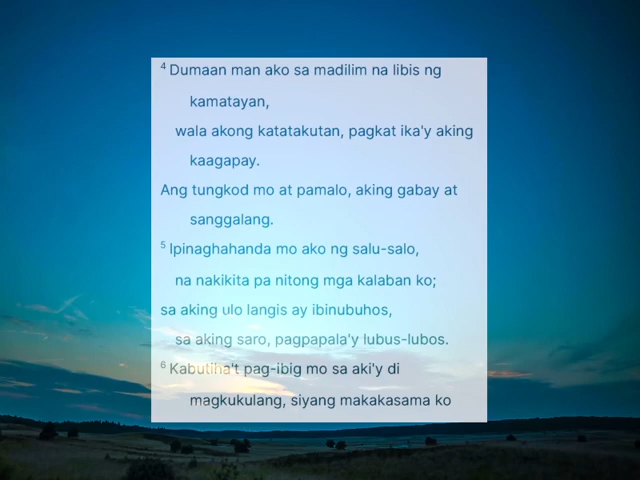 4 Dumaan man ako sa madilim na libis ng
kamatayan,
wala akong katatakutan, pagkat ika'y aking
kaagapay.
Ang tungkod mo at pamalo, aking gabay at
sanggalang.
5 Ipinaghahanda mo ako ng salu-salo,
na nakikita pa nitong mga kalaban ko;
sa aking ulo langis ay ibinubuhos,
sa aking saro, pagpapala'y lubus-lubos.
6 Kabutiha't pag-ibig mo sa aki'y di
magkukulang, siyang makakasama ko